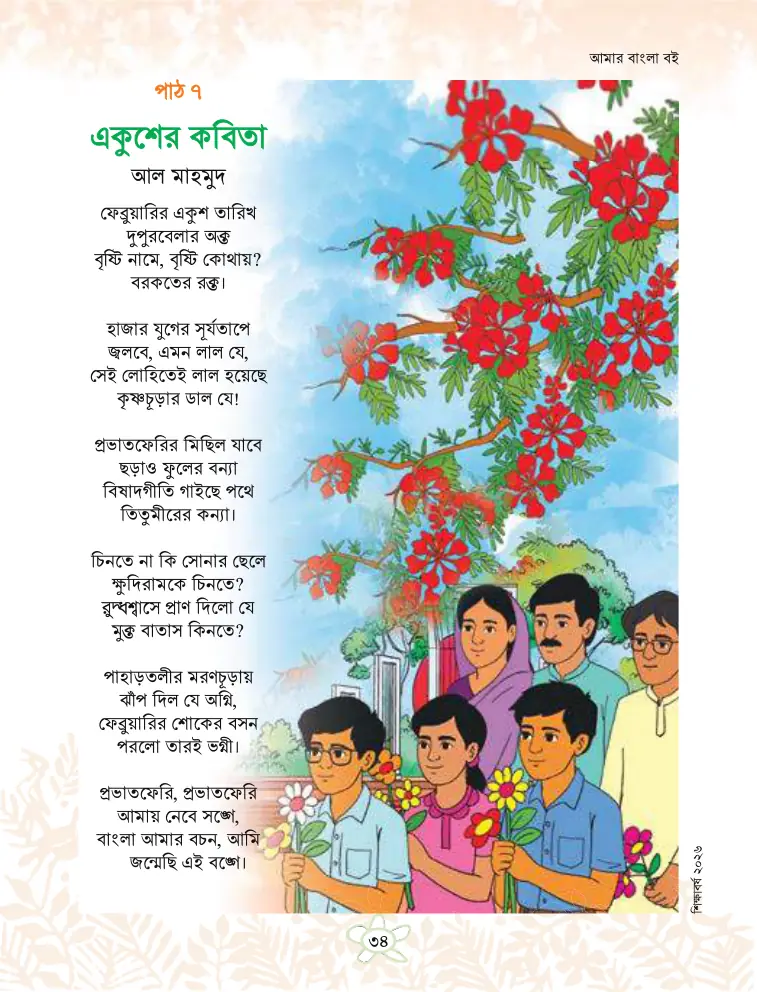 আমার বাংলা বই
পাঠ ৭
একুশের কবিতা
আল মাহমুদ
ফেব্রুয়ারির একুশ তারিখ
দুপুরবেলার অক্ত
বৃষ্টি নামে, বৃষ্টি কোথায়?
বরকতের রক্ত।
হাজার যুগের সূর্যতাপে
জ্বলবে, এমন লাল যে,
সেই লোহিতেই লাল হয়েছে
কৃষ্ণচূড়ার ডাল যে!
প্রভাতফেরির মিছিল যাবে
ছড়াও ফুলের বন্যা
বিষাদগীতি গাইছে পথে
তিতুমীরের কন্যা।
চিনতে না কি সোনার ছেলে
ক্ষুদিরামকে চিনতে?
রুদ্ধশ্বাসে প্রাণ দিলো যে
মুক্ত বাতাস কিনতে?
পাহাড়তলীর মরণচূড়ায়
ঝাঁপ দিল যে অগ্নি,
ফেব্রুয়ারির শোকের বসন
পরলো তারই ভগ্নী।
প্রভাতফেরি, প্রভাতফেরি
আমায় নেবে সঙ্গে,
বাংলা আমার বচন, আমি
জন্মেছি এই বঙ্গে।
শিক্ষাবর্ষ ২০২৬
৩৪